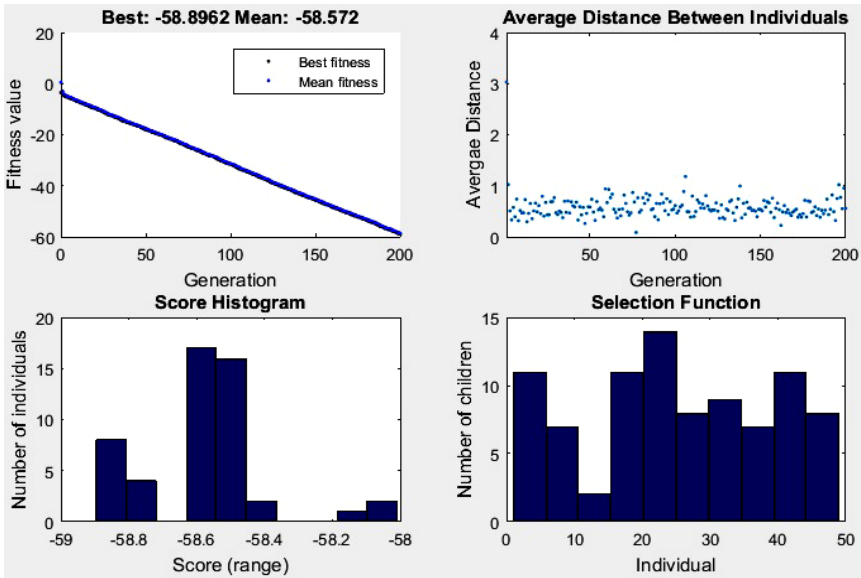 Best: -58.8962 Mean: -58.572
20
0
-20
-40
-60
Fitness value
Best fitness
Mean fitness
0
50
100
150
200
Generation
Average Distance Between Individuals
4
3
2
1
0
Avergae Distance
50
100
150
200
Generation
Score Histogram
20
15
10
5
0
Number of individuals
-59
-58.8
-58.6
-58.4
-58.2
-58
Score (range)
Selection Function
15
10
5
0
Number of children
0
10
20
30
40
50
Individual